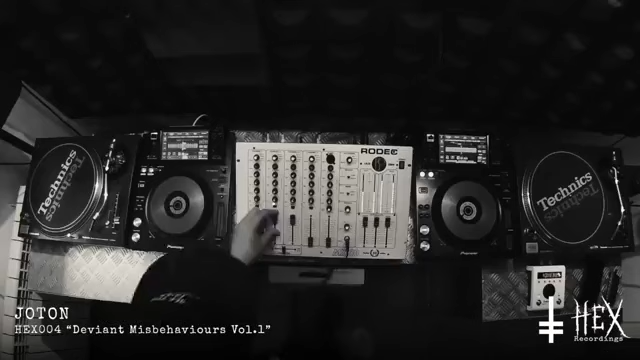 Technics
RODEC
Technics
Pioneer
Pioneer
JOTON
HEX004 “Deviant Misbehaviours Vol.1”
HEX
Recordings